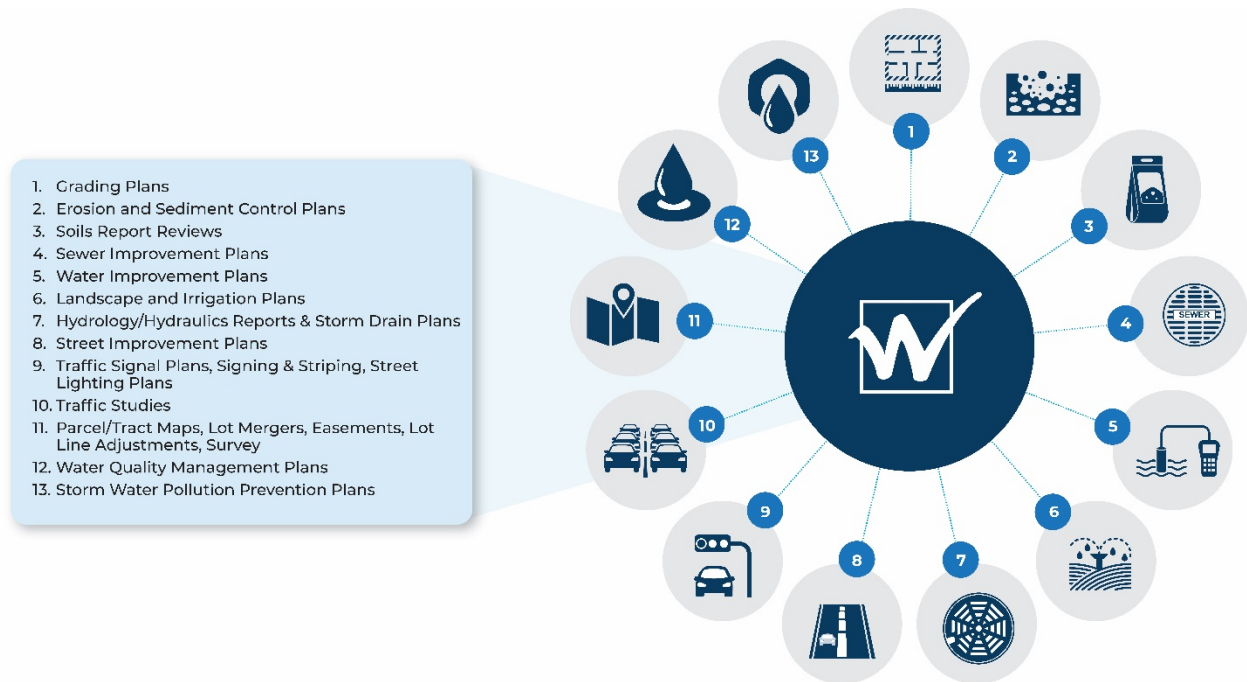 1. Grading Plans
2. Erosion and Sediment Control Plans
3. Soils Report Reviews
4. Sewer Improvement Plans
5. Water Improvement Plans
6. Landscape and Irrigation Plans
7. Hydrology/Hydraulics Reports & Storm Drain Plans
8. Street Improvement Plans
9. Traffic Signal Plans, Signing & Striping, Street
Lighting Plans
10. Traffic Studies
11. Parcel/Tract Maps, Lot Mergers, Easements, Lot
Line Adjustments, Survey
12. Water Quality Management Plans
13. Storm Water Pollution Prevention Plans
1
2
3
4
SEWER
5
6
7
8
9
10
11
12
13
W